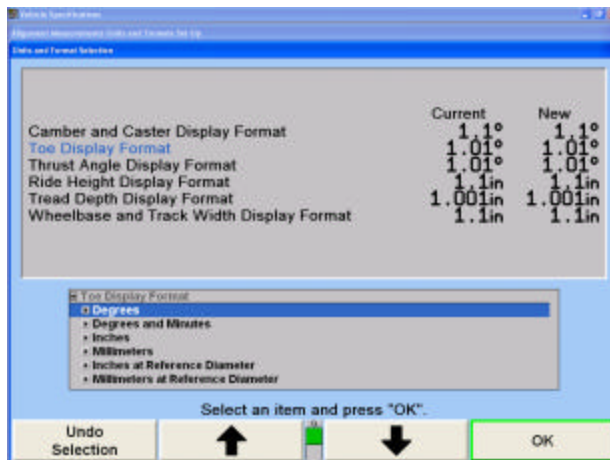 Vehicle Specifications
Alignment Measurements Units and Formats Set Up
Units and Format Selection
Current New
Camber and Caster Display Format 1.1° 1.1°
Toe Display Format 1.01° 1.01°
Thrust Angle Display Format 1.01° 1.01°
Ride Height Display Format 1.1in 1.1in
Tread Depth Display Format 1.001in 1.001in
Wheelbase and Track Width Display Format 1.1in 1.1in
Toe Display Format
Degrees
Degrees and Minutes
Inches
Millimeters
Inches at Reference Diameter
Millimeters at Reference Diameter
Select an item and press "OK".
Undo
Selection
OK